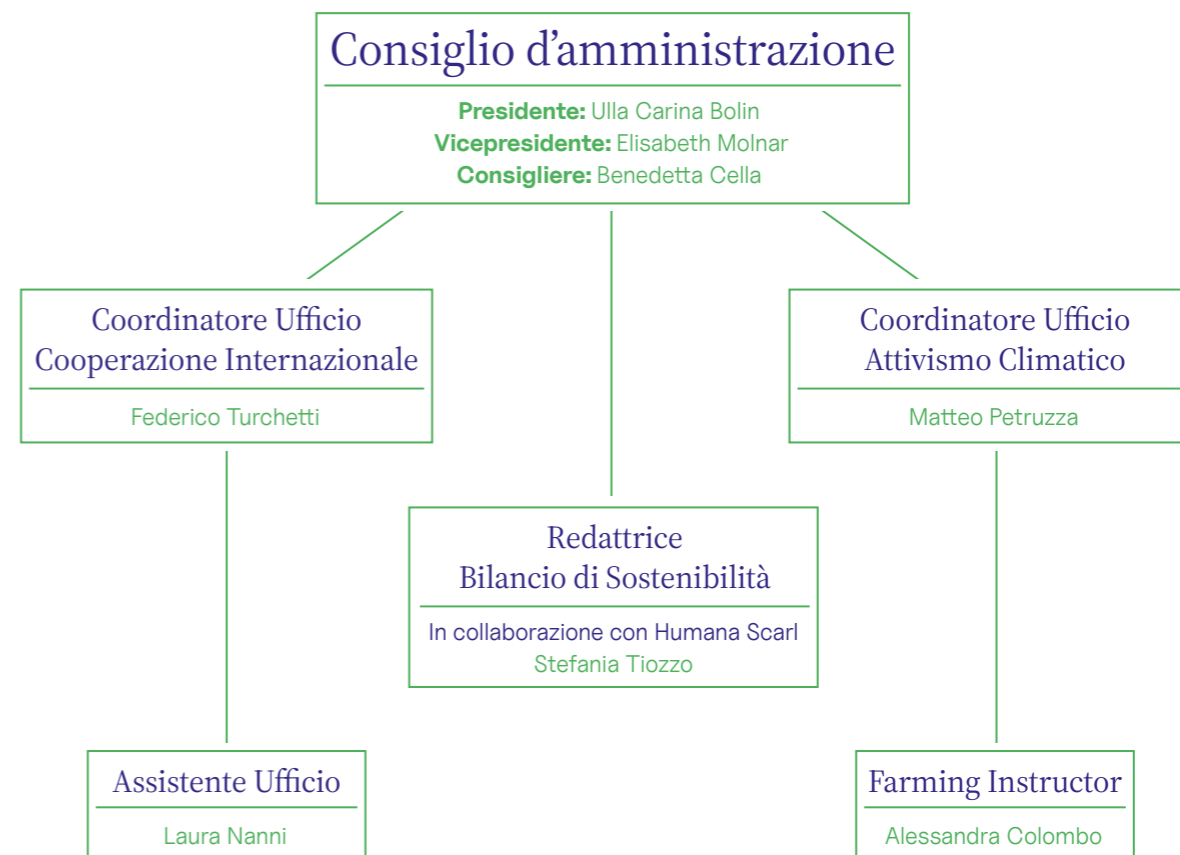 Consiglio d’amministrazione
Presidente: Ulla Carina Bolin
Vicepresidente: Elisabeth Molnar
Consigliere: Benedetta Cella
Coordinatore Ufficio
Cooperazione Internazionale
Federico Turchetti
Coordinatore Ufficio
Attivismo Climatico
Matteo Petruzza
Redattrice
Bilancio di Sostenibilità
In collaborazione con Humana Scarl
Stefania Tiozzo
Assistente Ufficio
Laura Nanni
Farming Instructor
Alessandra Colombo